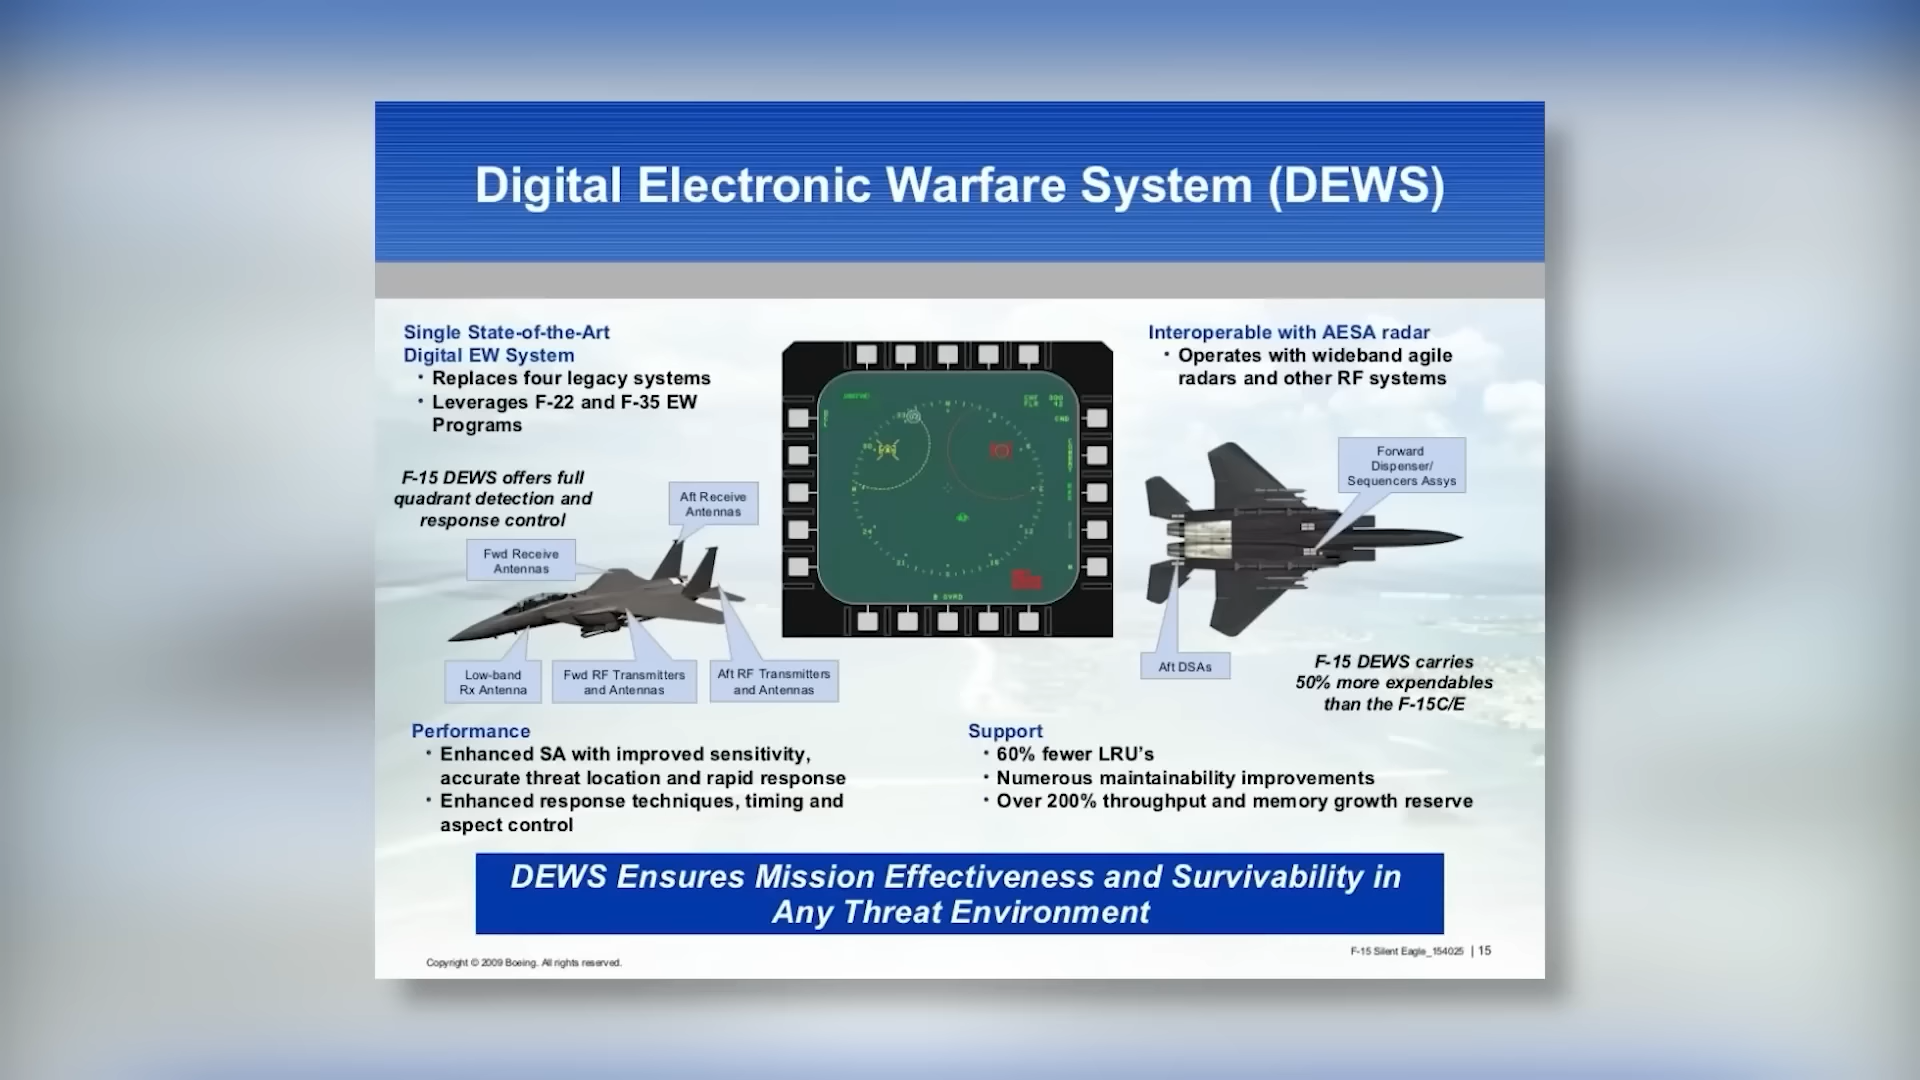 Digital Electronic Warfare System (DEWS)
Single State-of-the-Art
Digital EW System
• Replaces four legacy systems
• Leverages F-22 and F-35 EW
Programs
F-15 DEWS offers full
quadrant detection and
response control
Aft Receive
Antennas
Fwd Receive
Antennas
Low-band
Rx Antenna
Fwd RF Transmitters
and Antennas
Aft RF Transmitters
and Antennas
Interoperable with AESA radar
• Operates with wideband agile
radars and other RF systems
Forward
Dispenser/
Sequencers Assys
Aft DSAs
F-15 DEWS carries
50% more expendables
than the F-15C/E
Performance
• Enhanced SA with improved sensitivity,
accurate threat location and rapid response
• Enhanced response techniques, timing and
aspect control
Support
• 60% fewer LRU's
• Numerous maintainability improvements
• Over 200% throughput and memory growth reserve
DEWS Ensures Mission Effectiveness and Survivability in
Any Threat Environment
Copyright © 2009 Boeing. All rights reserved.
F-15 Silent Eagle_154025 | 15